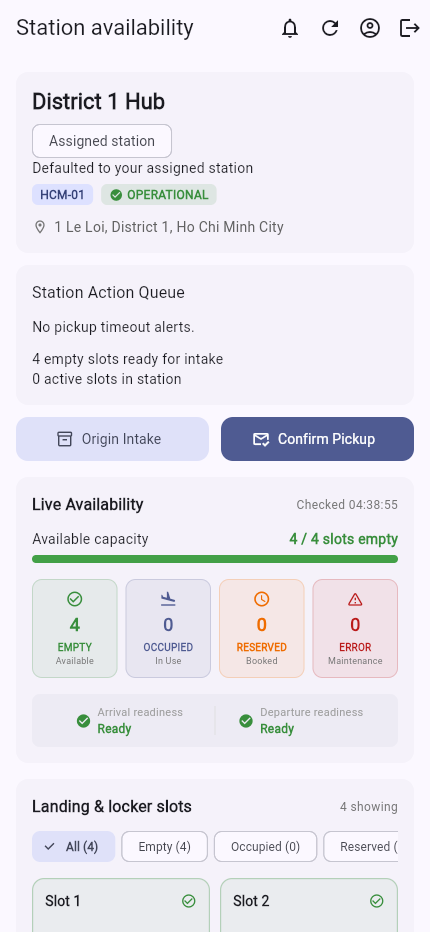 Station availability
District 1 Hub
Assigned station
Defaulted to your assigned station
HCM-01 OPERATIONAL
1 Le Loi, District 1, Ho Chi Minh City
Station Action Queue
No pickup timeout alerts.
4 empty slots ready for intake
0 active slots in station
Origin Intake Confirm Pickup
Live Availability Checked 04:38:55
Available capacity 4 / 4 slots empty
4 0 0 0
EMPTY OCCUPIED RESERVED ERROR
Available In Use Booked Maintenance
Arrival readiness Departure readiness
Ready Ready
Landing & locker slots 4 showing
All (4) Empty (4) Occupied (0) Reserved (
Slot 1 Slot 2